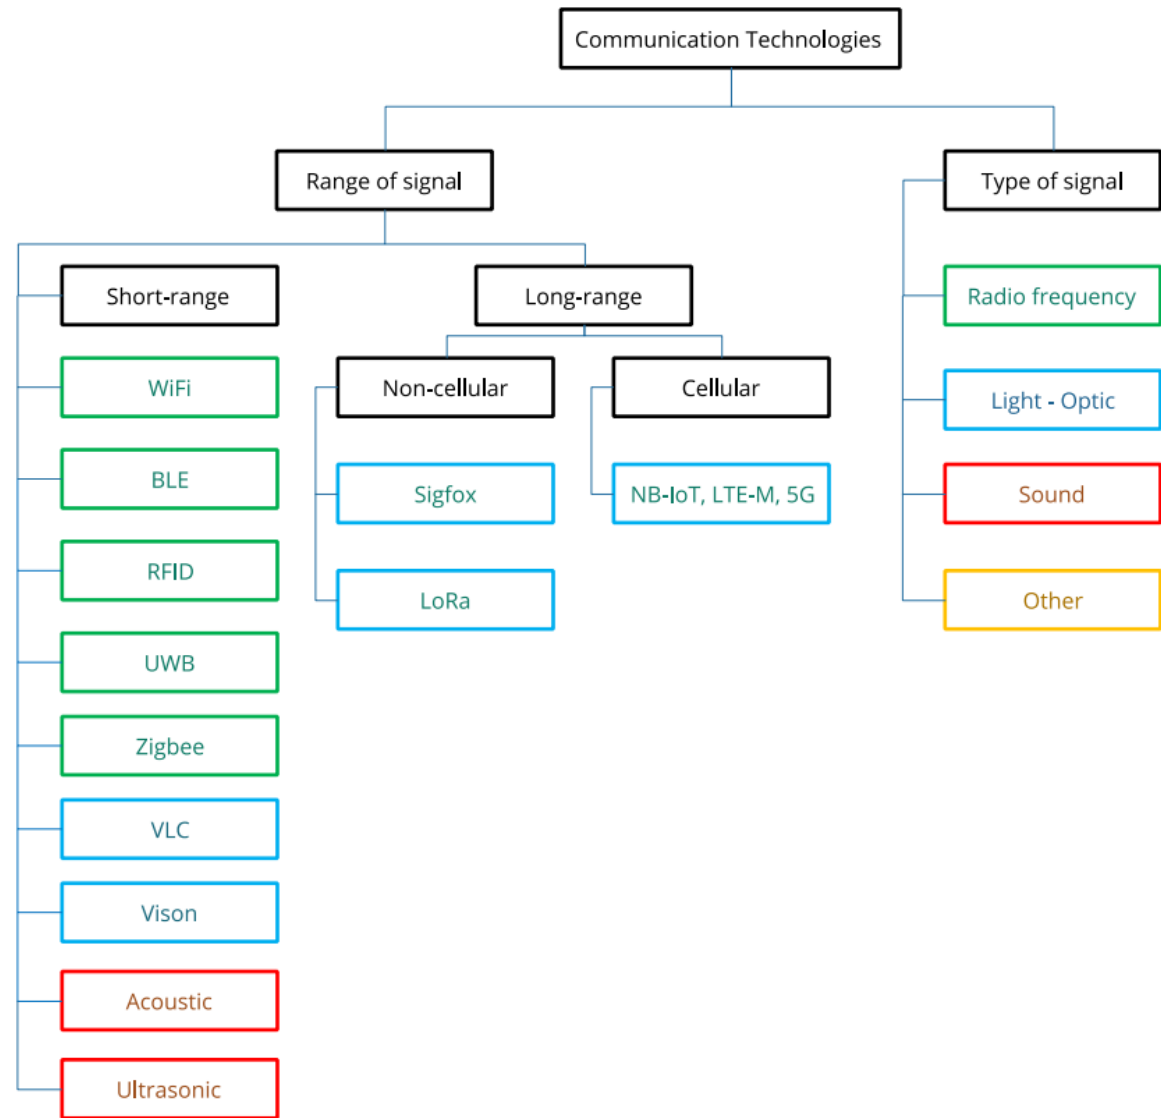 Communication Technologies
Range of signal
Type of signal
Short-range
Long-range
Radio frequency
WiFi
Non-cellular
Cellular
Light - Optic
BLE
Sigfox
NB-IoT, LTE-M, 5G
Sound
RFID
LoRa
Other
UWB
Zigbee
VLC
Vison
Acoustic
Ultrasonic